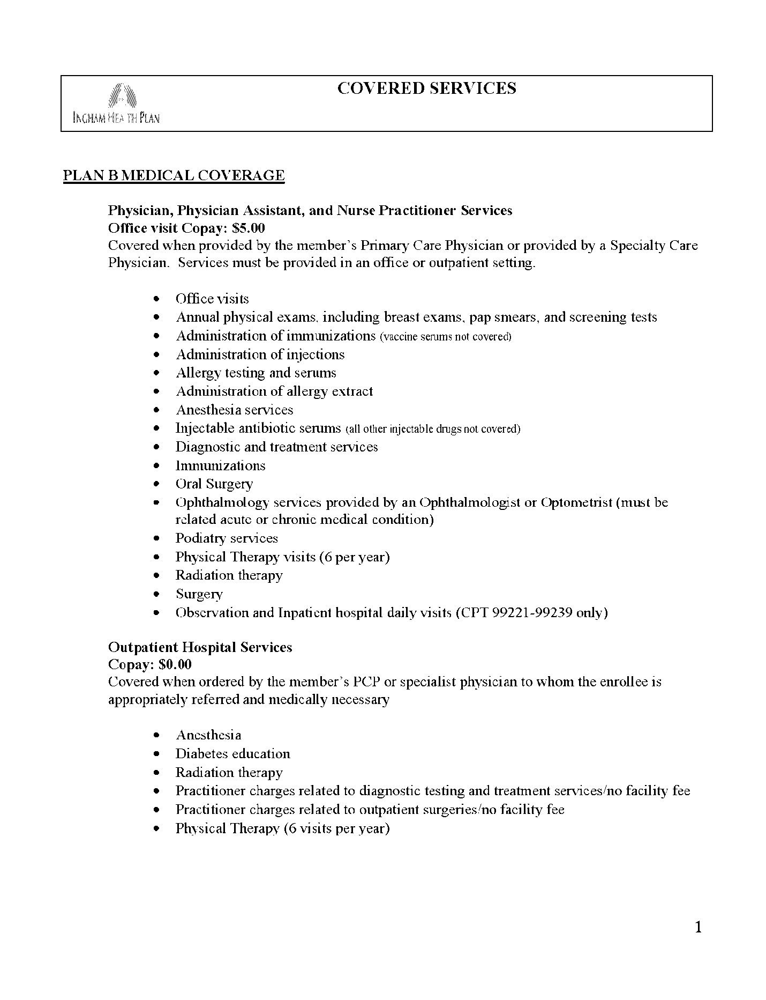 COVERED SERVICES
INGHAM HEALTH PLAN
PLAN B MEDICAL COVERAGE
Physician, Physician Assistant, and Nurse Practitioner Services
Office visit Copay: $5.00
Covered when provided by the member's Primary Care Physician or provided by a Specialty Care
Physician. Services must be provided in an office or outpatient setting.
• Office visits
• Annual physical exams, including breast exams, pap smears, and screening tests
• Administration of immunizations (vaccine serums not covered)
• Administration of injections
• Allergy testing and serums
• Administration of allergy extract
• Anesthesia services
• Injectable antibiotic serums (all other injectable drugs not covered)
• Diagnostic and treatment services
• Immunizations
• Oral Surgery
• Ophthalmology services provided by an Ophthalmologist or Optometrist (must be
related acute or chronic medical condition)
• Podiatry services
• Physical Therapy visits (6 per year)
• Radiation therapy
• Surgery
• Observation and Inpatient hospital daily visits (CPT 99221-99239 only)
Outpatient Hospital Services
Copay: $0.00
Covered when ordered by the member's PCP or specialist physician to whom the enrollee is
appropriately referred and medically necessary
• Anesthesia
• Diabetes education
• Radiation therapy
• Practitioner charges related to diagnostic testing and treatment services/no facility fee
• Practitioner charges related to outpatient surgeries/no facility fee
• Physical Therapy (6 visits per year)
1